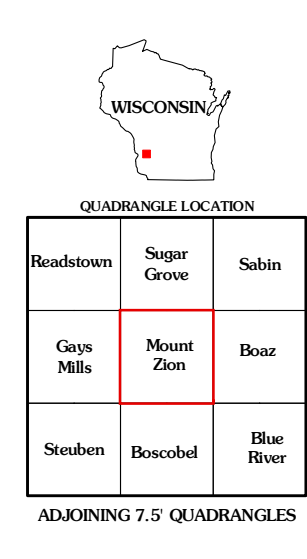 WISCONSIN
QUADRANGLE LOCATION
Readstown
Sugar
Grove
Sabin
Gays
Mills
Mount
Zion
Boaz
Steuben
Boscobel
Blue
River
ADJOINING 7.5' QUADRANGLES